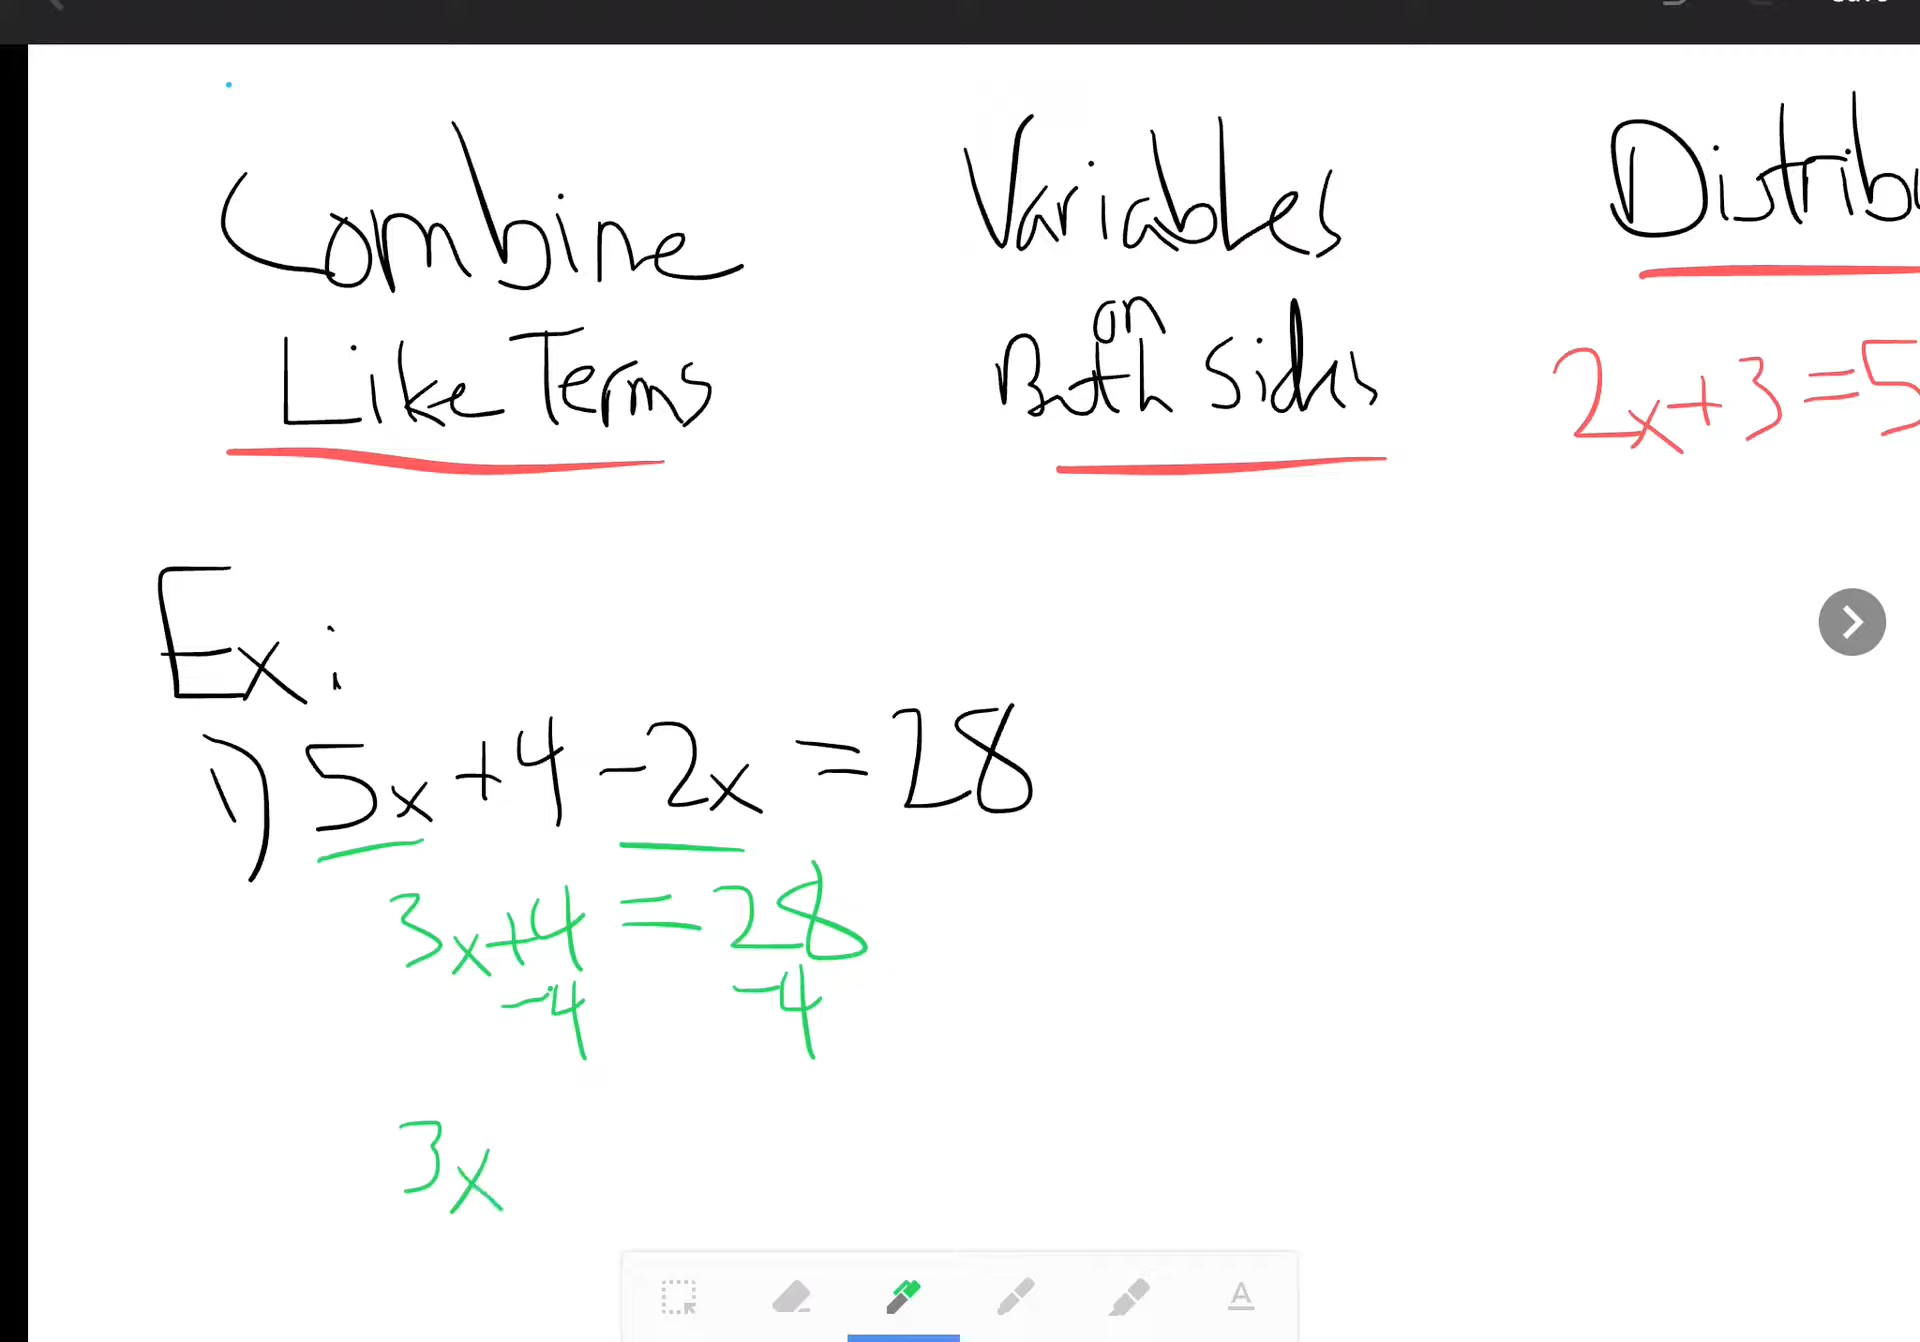 Combine
Like Terms
Variables
on
Both Sides
Distribu
2x+3=5
Ex:
1) 5x+4-2x=28
3x+4=28
-4 -4
3x
A